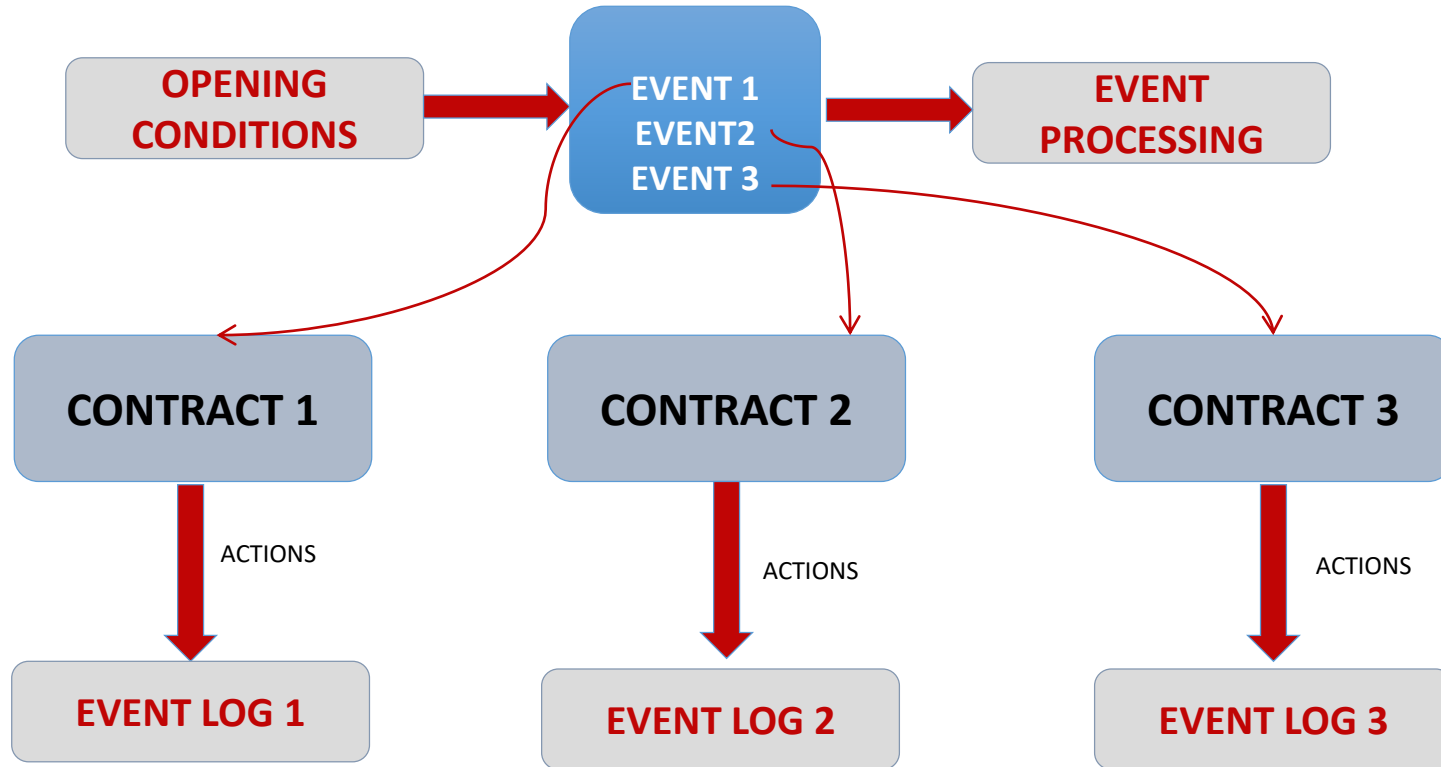 OPENING
CONDITIONS
EVENT 1
EVENT2
EVENT 3
EVENT
PROCESSING
CONTRACT 1
CONTRACT 2
CONTRACT 3
ACTIONS
ACTIONS
ACTIONS
EVENT LOG 1
EVENT LOG 2
EVENT LOG 3